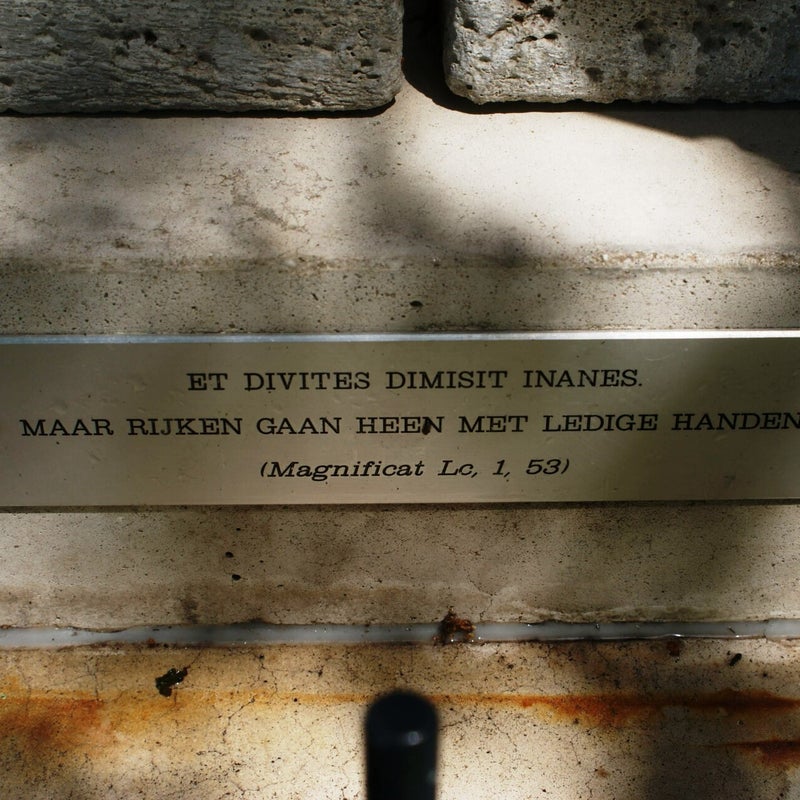 ET DIVITES DIMISIT INANES.
MAAR RIJKEN GAAN HEEN MET LEDIGE HANDEN
(Magnificat Lc, 1, 53)